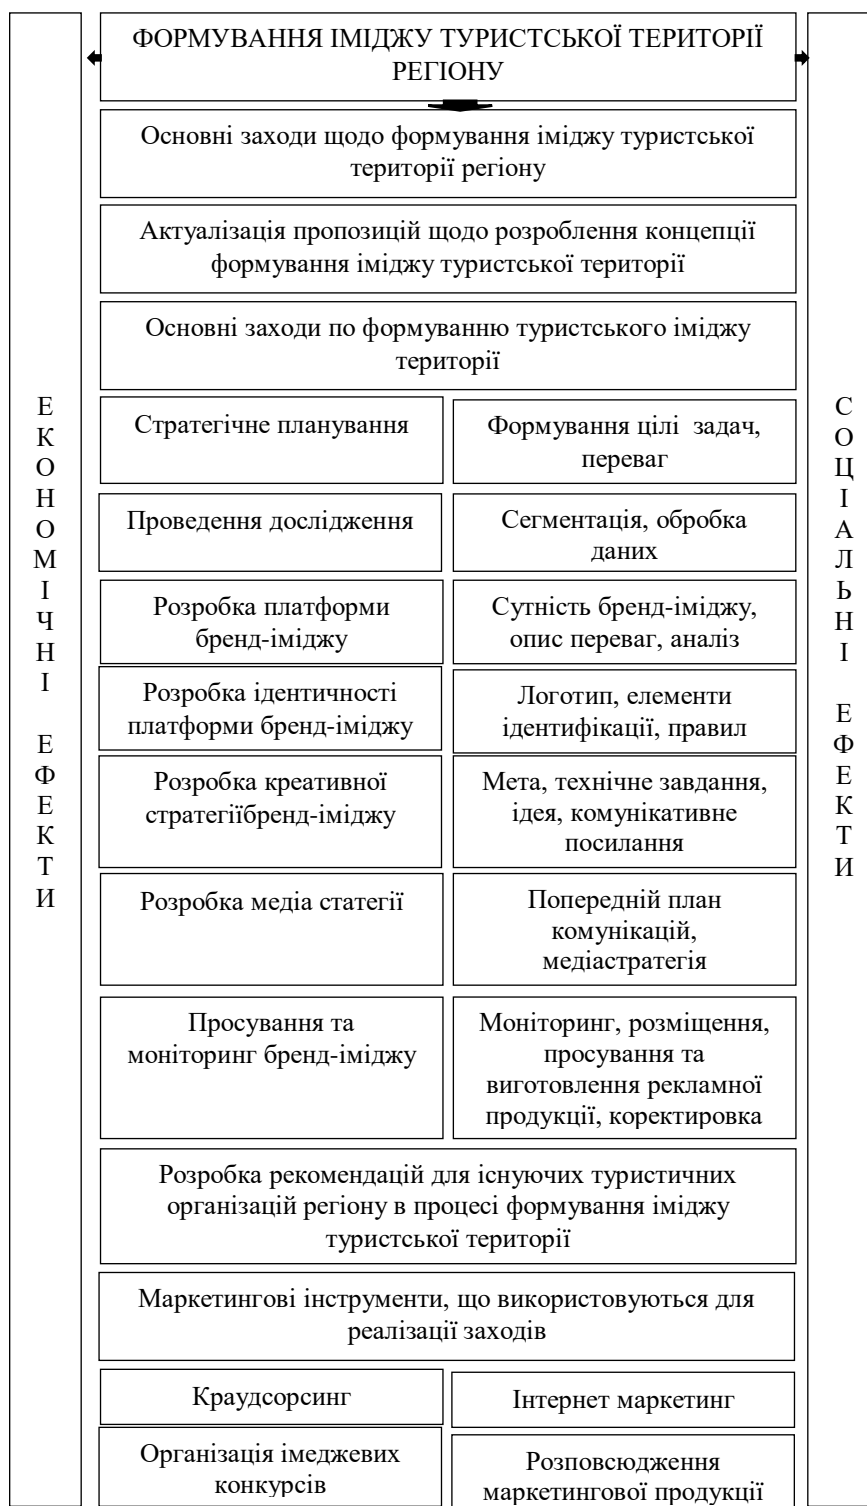 ФОРМУВАННЯ ІМІДЖУ ТУРИСТСЬКОЇ ТЕРИТОРІЇ
РЕГІОНУ
Основні заходи щодо формування іміджу туристської
території регіону
Актуалізація пропозицій щодо розроблення концепції
формування іміджу туристської території
Основні заходи по формуванню туристського іміджу
території
ЕКОНОМІЧНІ ЕФЕКТИ
Стратегічне планування
Формування цілі задач,
переваг
Проведення дослідження
Сегментація, обробка
даних
Розробка платформи
бренд-іміджу
Сутність бренд-іміджу,
опис переваг, аналіз
Розробка ідентичності
платформи бренд-іміджу
Логотип, елементи
ідентифікації, правил
Розробка креативної
стратегіїбренд-іміджу
Мета, технічне завдання,
ідея, комунікативне
посилання
Розробка медіа статегії
Попередній план
комунікацій,
медіастратегія
Просування та
моніторинг бренд-іміджу
Моніторинг, розміщення,
просування та
виготовлення рекламної
продукції, коректировка
СОЦІАЛЬНІ ЕФЕКТИ
Розробка рекомендацій для існуючих туристичних
організацій регіону в процесі формування іміджу
туристської території
Маркетингові інструменти, що використовуються для
реалізації заходів
Краудсорсинг
Інтернет маркетинг
Організація імеджевих
конкурсів
Розповсюдження
маркетингової продукції